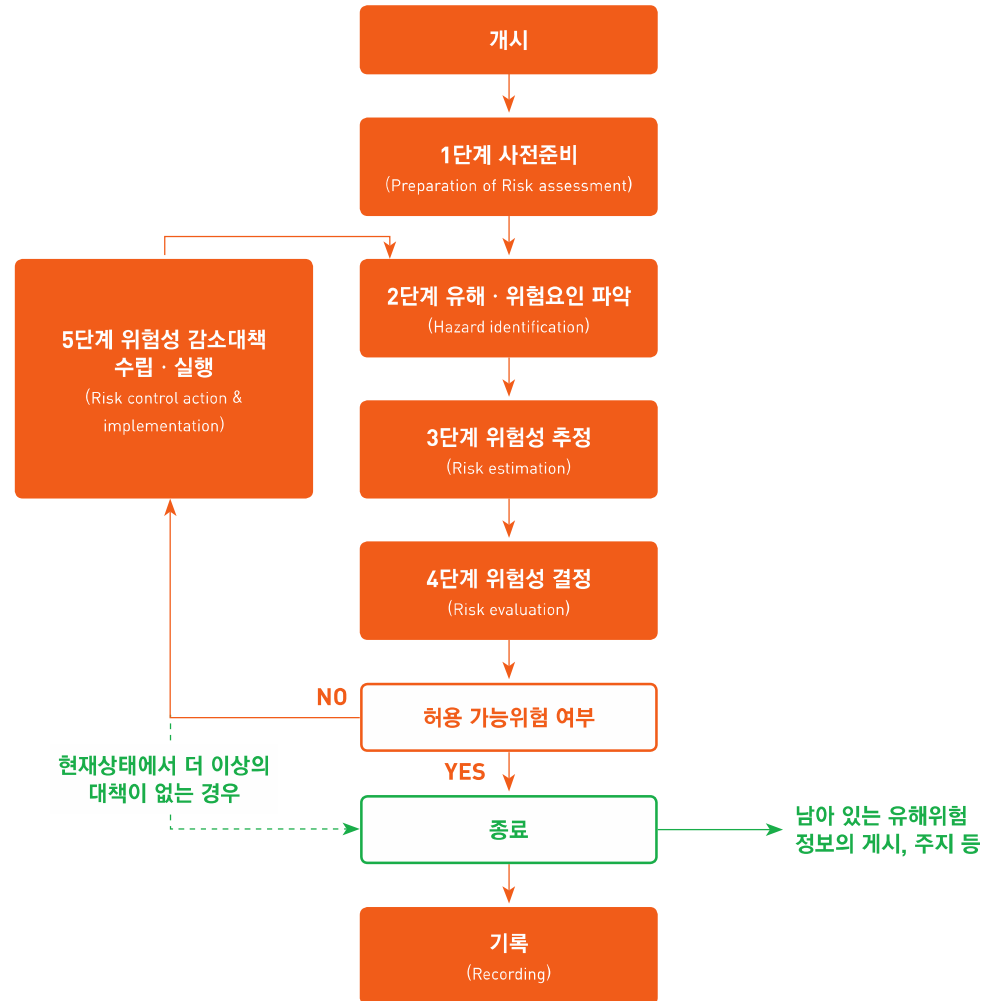 개시
1단계 사전준비
(Preparation of Risk assessment)
2단계 유해 · 위험요인 파악
(Hazard identification)
5단계 위험성 감소대책
수립 · 실행
(Risk control action &
implementation)
3단계 위험성 추정
(Risk estimation)
4단계 위험성 결정
(Risk evaluation)
NO
허용 가능위험 여부
YES
현재상태에서 더 이상의
대책이 없는 경우
종료
남아 있는 유해위험
정보의 게시, 주지 등
기록
(Recording)